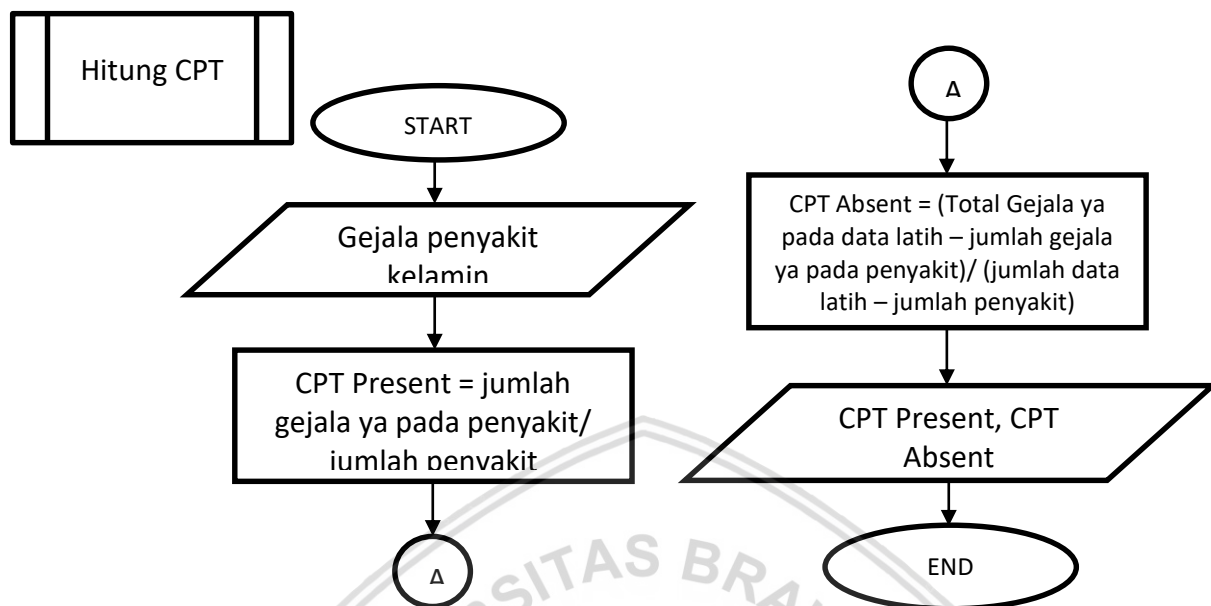 Hitung CPT
START
Gejala penyakit
kelamin
CPT Present = jumlah
gejala ya pada penyakit/
jumlah penyakit
A
A
CPT Absent = (Total Gejala ya
pada data latih – jumlah gejala
ya pada penyakit)/ (jumlah data
latih – jumlah penyakit)
CPT Present, CPT
Absent
END
SITAS BRA